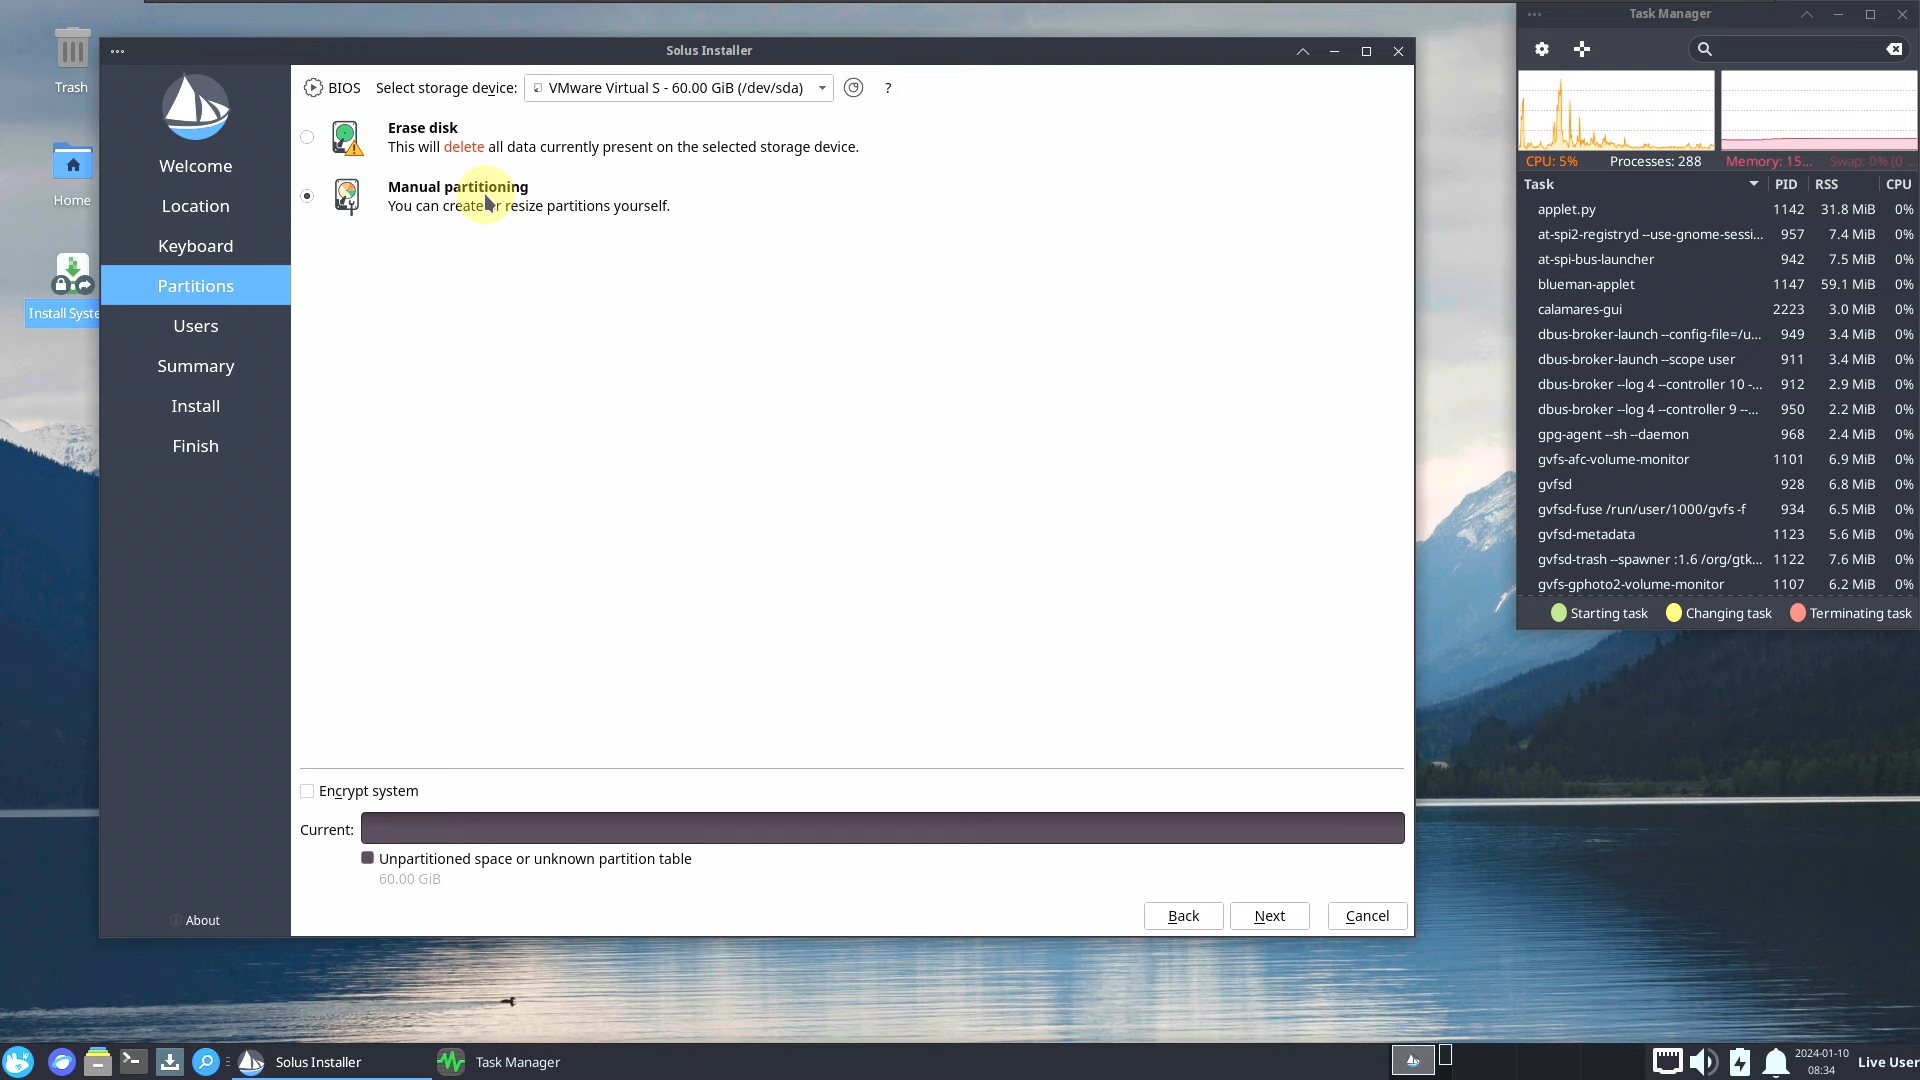 Trash
Home
Install Syste
Solus Installer
Welcome
Location
Keyboard
Partitions
Users
Summary
Install
Finish
About
BIOS
Select storage device:
VMware Virtual S - 60.00 GiB (/dev/sda)
?
Erase disk
This will delete all data currently present on the selected storage device.
Manual partitioning
You can create or resize partitions yourself.
Encrypt system
Current:
Unpartitioned space or unknown partition table
60.00 GiB
Back
Next
Cancel
Task Manager
CPU: 5% Processes: 288 Memory: 15... Swap: 0% (0 ...
Task PID RSS CPU
applet.py 1142 31.8 MiB 0%
at-spi2-registryd --use-gnome-sessi... 957 7.4 MiB 0%
at-spi-bus-launcher 942 7.5 MiB 0%
blueman-applet 1147 59.1 MiB 0%
calamares-gui 2223 3.0 MiB 0%
dbus-broker-launch --config-file=/u... 949 3.4 MiB 0%
dbus-broker-launch --scope user 911 3.4 MiB 0%
dbus-broker --log 4 --controller 10 -... 912 2.9 MiB 0%
dbus-broker --log 4 --controller 9 --... 950 2.2 MiB 0%
gpg-agent --sh --daemon 968 2.4 MiB 0%
gvfs-afc-volume-monitor 1101 6.9 MiB 0%
gvfsd 928 6.8 MiB 0%
gvfsd-fuse /run/user/1000/gvfs -f 934 6.5 MiB 0%
gvfsd-metadata 1123 5.6 MiB 0%
gvfsd-trash --spawner :1.6 /org/gtk... 1122 7.6 MiB 0%
gvfs-gphoto2-volume-monitor 1107 6.2 MiB 0%
Starting task Changing task Terminating task
Solus Installer
Task Manager
2024-01-10
08:34
Live User